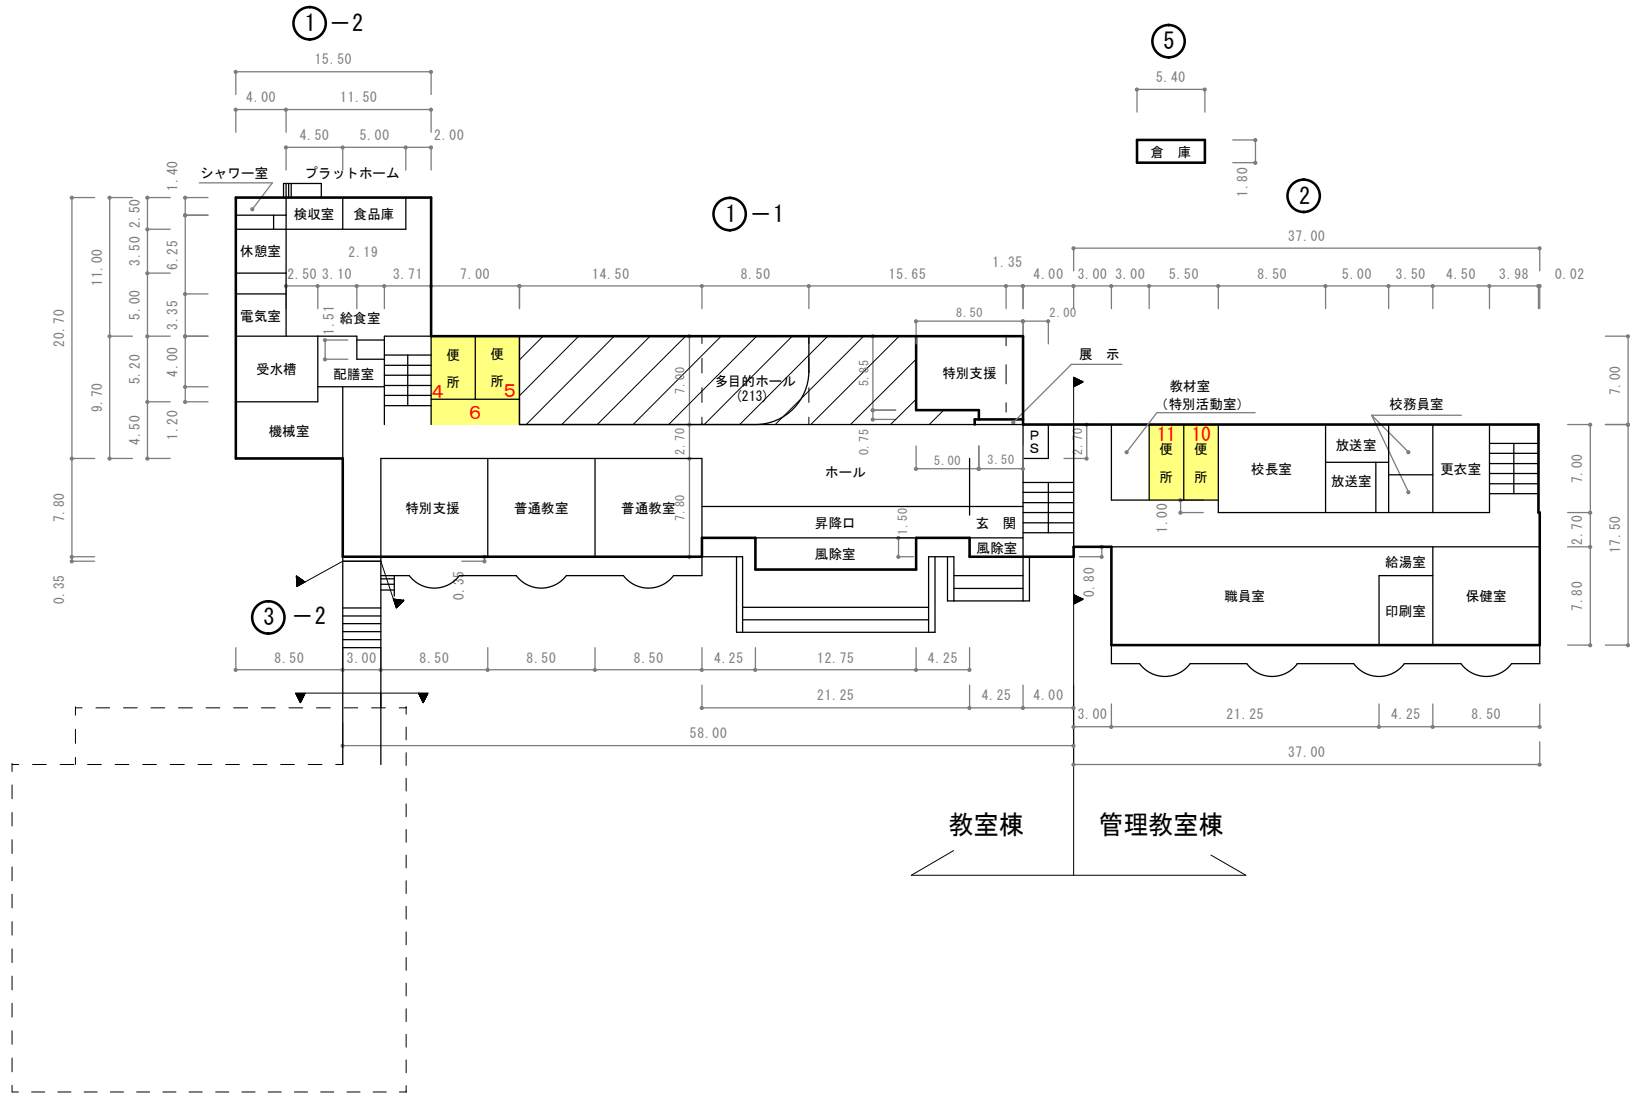 ①－2
15.50
4.00 11.50
4.50 5.00 2.00
1.40
シャワー室 プラットホーム
検収室 食品庫
休憩室
2.19
2.50 3.10 3.71 7.00 14.50 8.50 15.65 1.35 4.00 3.00 3.00 5.50 8.50 5.00 3.50 4.50 3.98 0.02
電気室
給食室
1.51
受水槽
配膳室
機械室
20.70
11.00
9.70
2.50
3.50
5.00
5.20
4.50
6.25
3.35
4.00
1.20
7.80
0.35
①－1
⑤
5.40
倉 庫
1.80
②
37.00
8.50 2.00
展 示
便所
便所
4
5
6
多目的ホール
(213)
7.00
5.85
0.75
特別支援
5.00 3.50
PS
2.70
2.70
教材室
(特別活動室)
校務員室
11
10
便所
便所
校長室
放送室
放送室
更衣室
7.00
7.00
2.70
17.50
7.80
1.00
ホール
特別支援
普通教室
普通教室
7.80
昇降口
玄 関
1.50
風除室
風除室
0.35
0.80
給湯室
職員室
印刷室
保健室
③－2
8.50 3.00 8.50 8.50 8.50 4.25 12.75 4.25
21.25 4.25 4.00
3.00 21.25 4.25 8.50
58.00
37.00
教室棟 管理教室棟